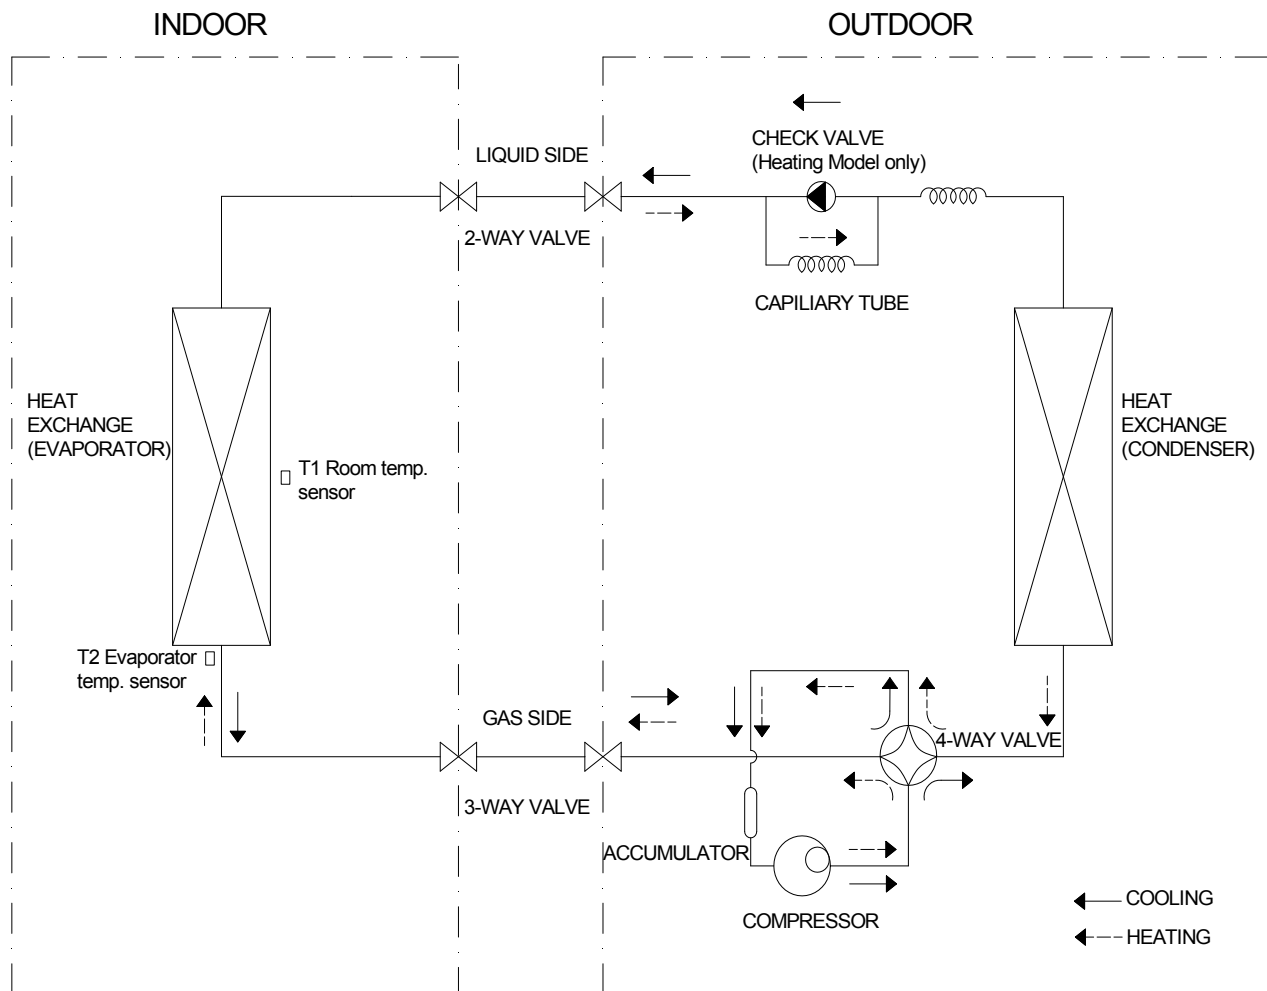 INDOOR
OUTDOOR
CHECK VALVE
(Heating Model only)
LIQUID SIDE
2-WAY VALVE
CAPILIARY TUBE
HEAT
EXCHANGE
(EVAPORATOR)
T1 Room temp.
sensor
HEAT
EXCHANGE
(CONDENSER)
T2 Evaporator
temp. sensor
GAS SIDE
4-WAY VALVE
3-WAY VALVE
ACCUMULATOR
COMPRESSOR
COOLING
HEATING